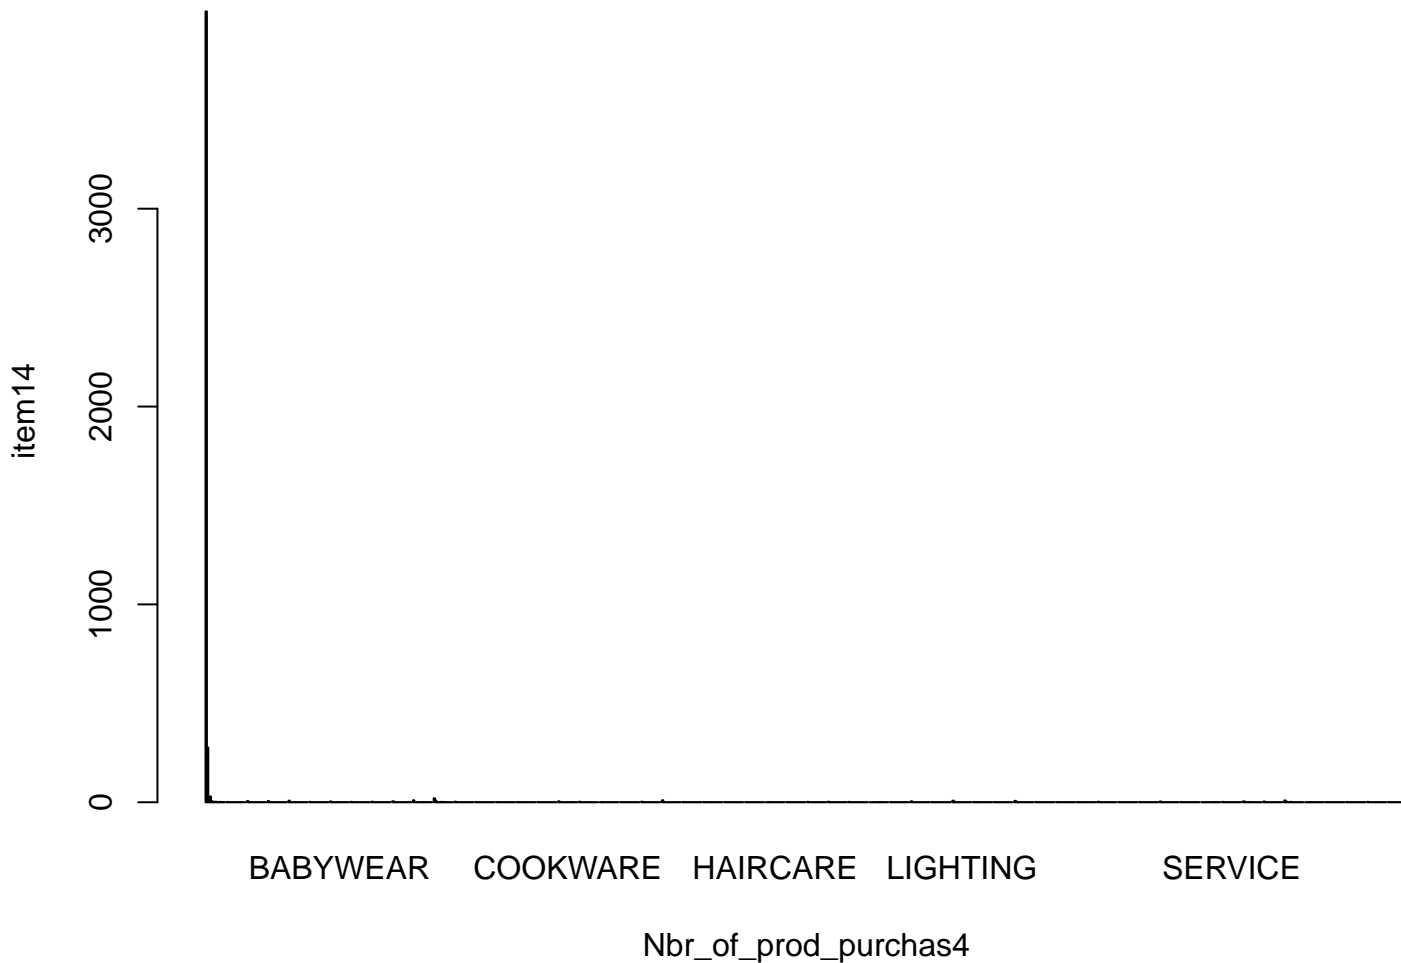 3000
2000
1000
0
item14
BABYWEAR COOKWARE HAIRCARE LIGHTING SERVICE
Nbr_of_prod_purchas4